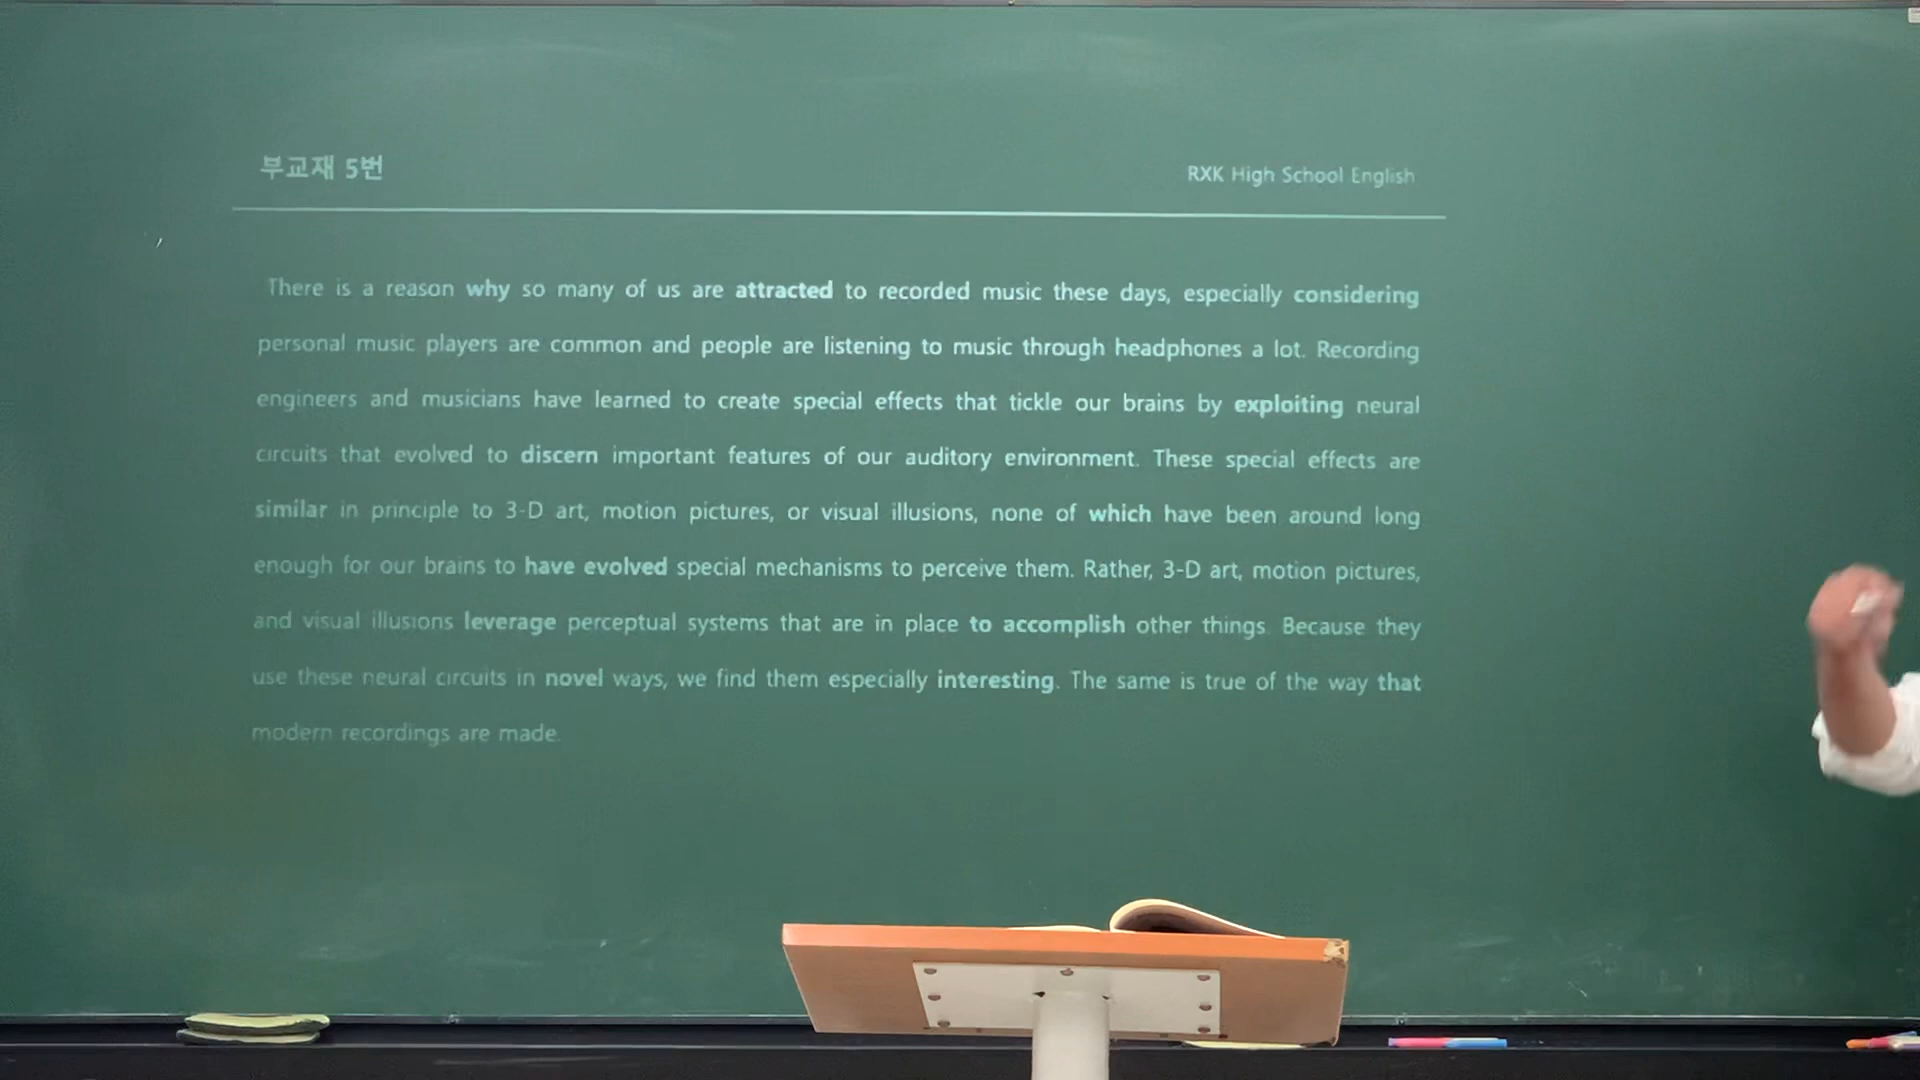 부교재 5번
RXK High School English
There is a reason why so many of us are attracted to recorded music these days, especially considering
personal music players are common and people are listening to music through headphones a lot. Recording
engineers and musicians have learned to create special effects that tickle our brains by exploiting neural
circuits that evolved to discern important features of our auditory environment. These special effects are
similar in principle to 3-D art, motion pictures, or visual illusions, none of which have been around long
enough for our brains to have evolved special mechanisms to perceive them. Rather, 3-D art, motion pictures,
and visual illusions leverage perceptual systems that are in place to accomplish other things. Because they
use these neural circuits in novel ways, we find them especially interesting. The same is true of the way that
modern recordings are made.